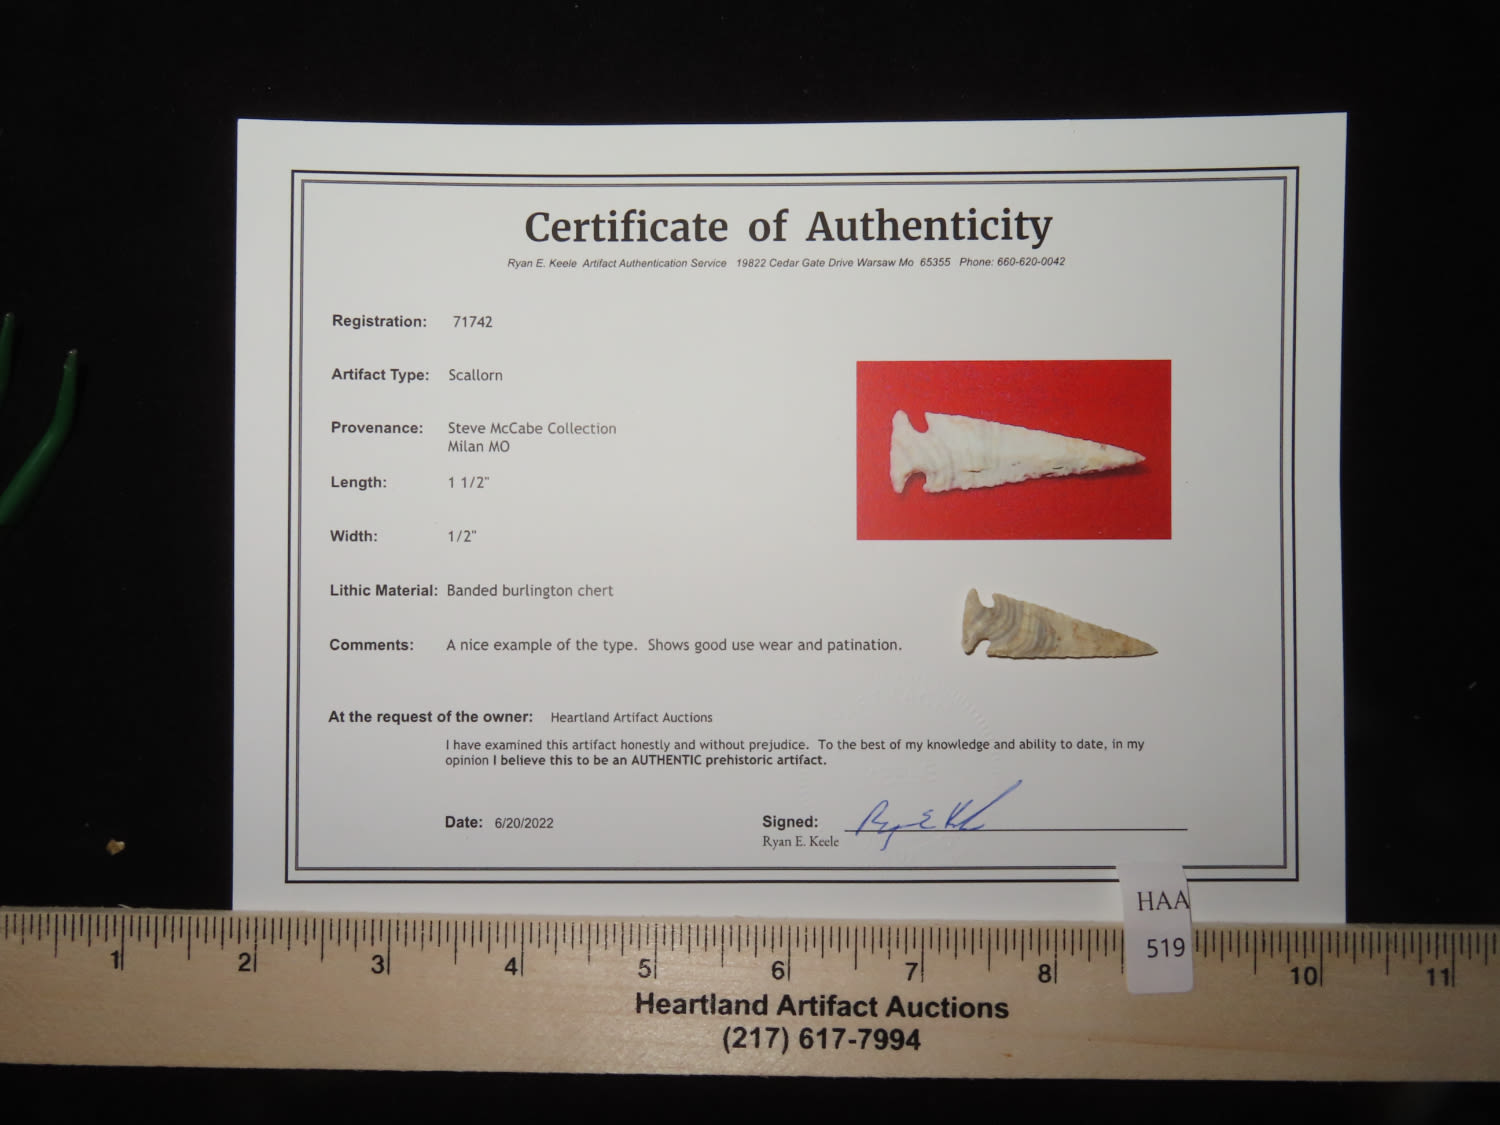 Certificate of Authenticity
Ryan E. Keele Artifact Authentication Service 19822 Cedar Gate Drive Warsaw Mo 65355 Phone: 660-620-0042
Registration: 71742
Artifact Type: Scallorn
Provenance: Steve McCabe Collection
Milan MO
Length: 1 1/2"
Width: 1/2"
Lithic Material: Banded burlington chert
Comments: A nice example of the type. Shows good use wear and patination.
At the request of the owner: Heartland Artifact Auctions
I have examined this artifact honestly and without prejudice. To the best of my knowledge and ability to date, in my
opinion I believe this to be an AUTHENTIC prehistoric artifact.
Date: 6/20/2022 Signed: Ryan E Keele
Ryan E. Keele
HAA
519
1 2 3 4 5 6 7 8 10 11
Heartland Artifact Auctions
(217) 617-7994